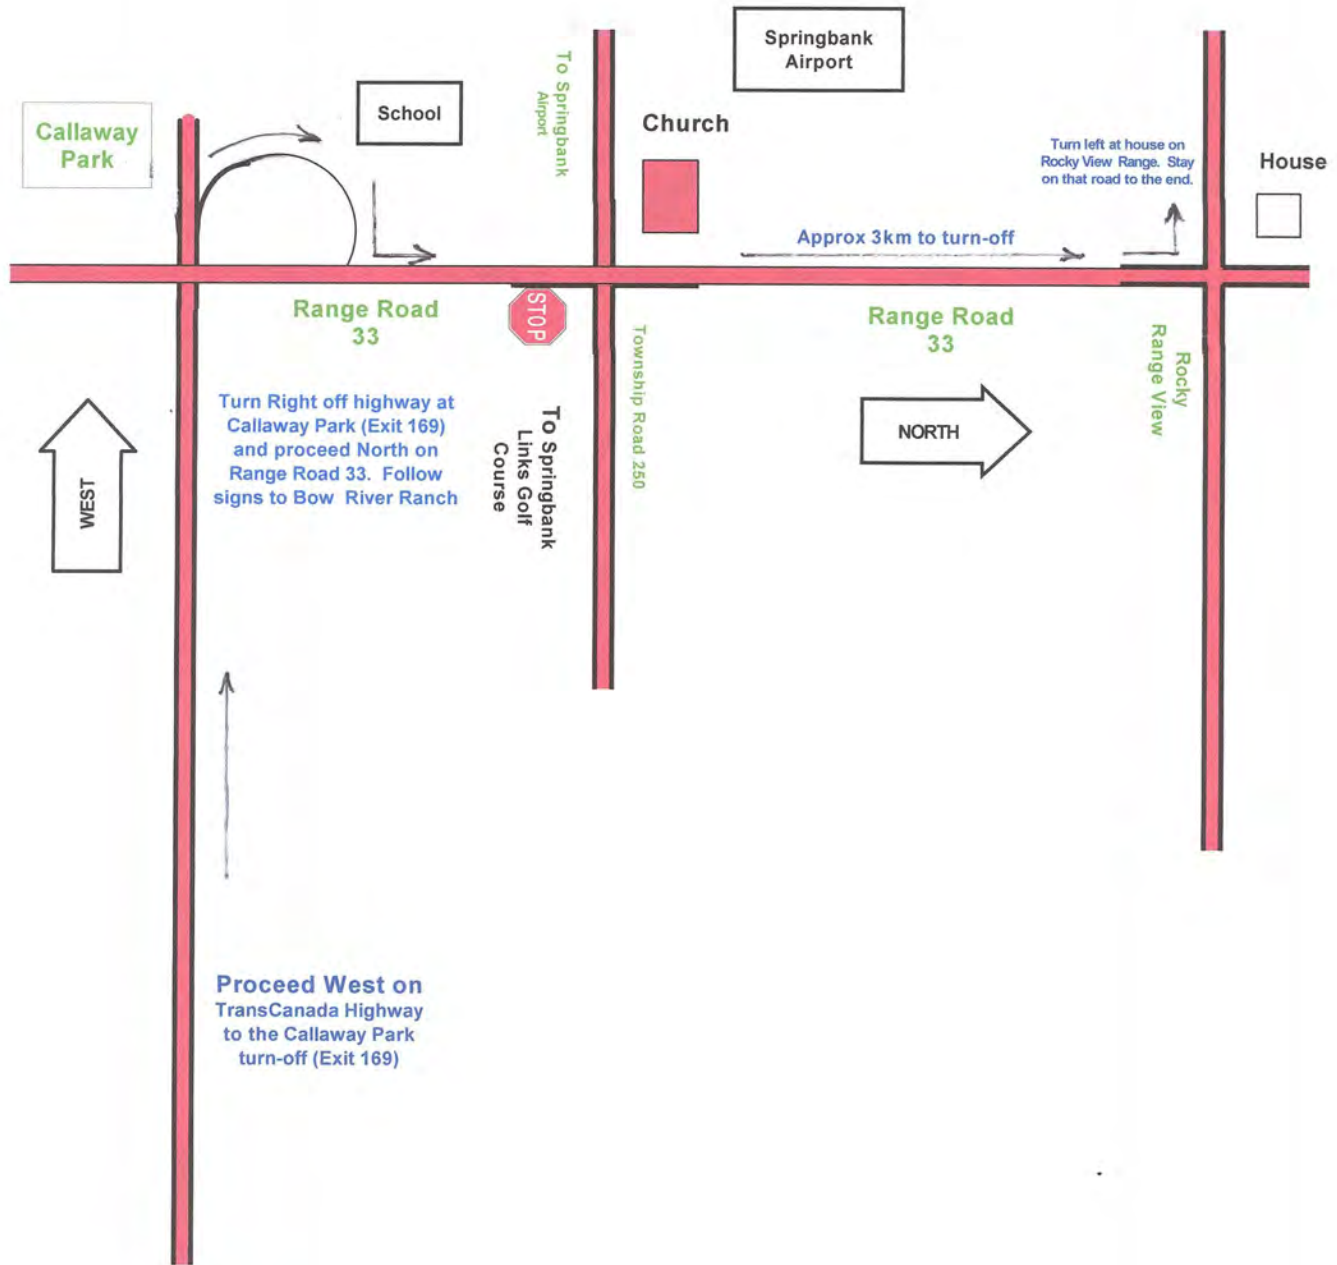 Springbank
Airport
To Springbank
Airport
School
Callaway
Park
Church
Turn left at house on
Rocky View Range. Stay
on that road to the end.
House
Approx 3km to turn-off
Range Road
33
STOP
Range Road
33
Township Road 250
Rocky
Range View
Turn Right off highway at
Callaway Park (Exit 169)
and proceed North on
Range Road 33. Follow
signs to Bow River Ranch
To Springbank
Links Golf
Course
NORTH
WEST
Proceed West on
TransCanada Highway
to the Callaway Park
turn-off (Exit 169)